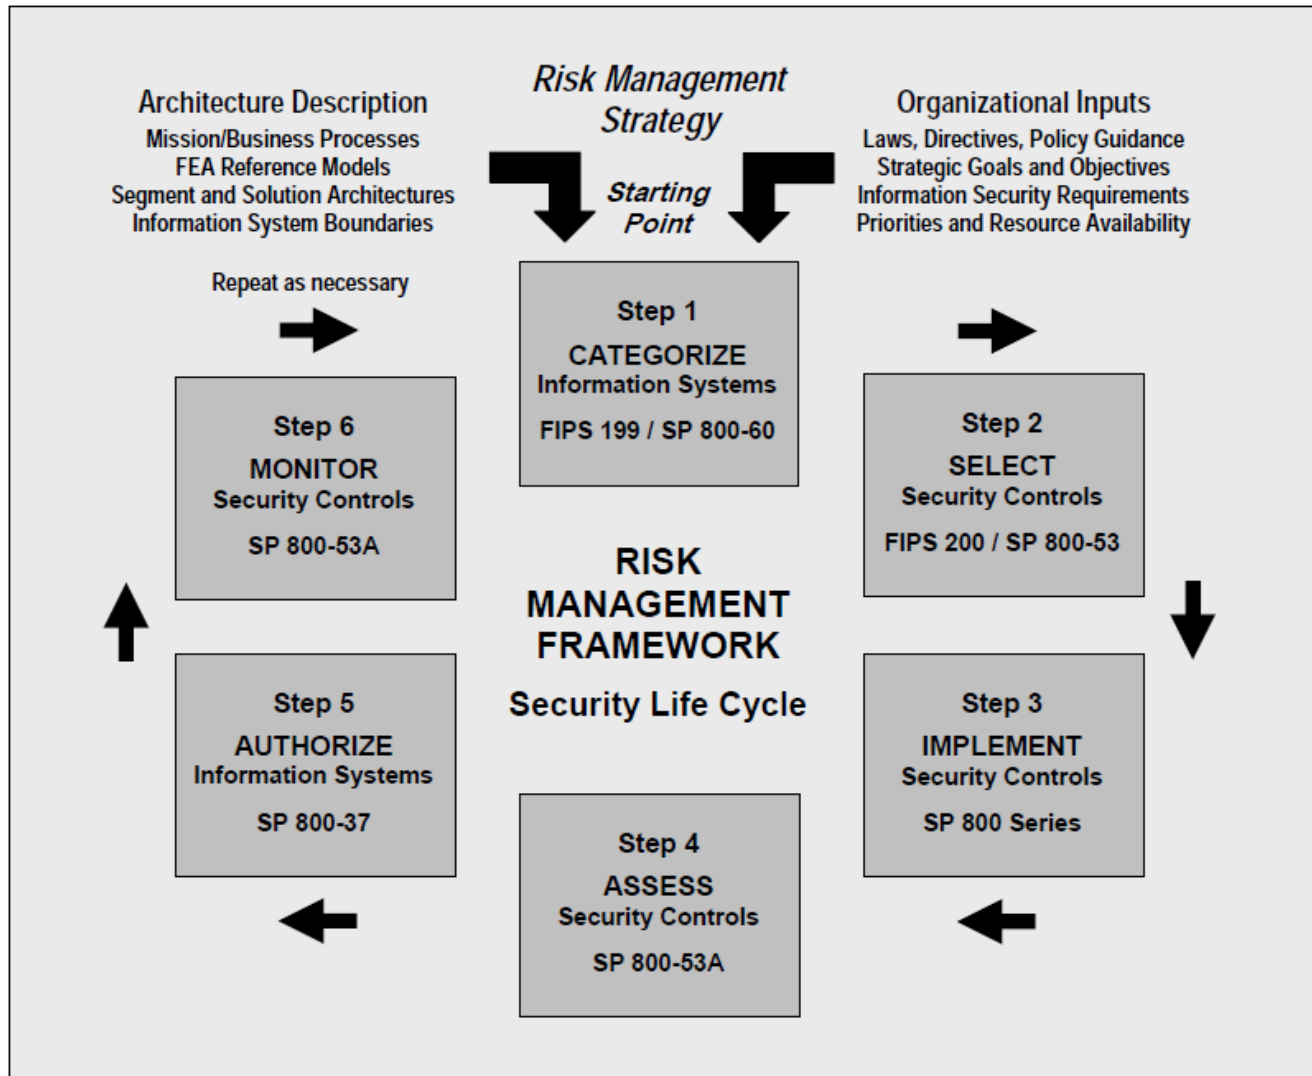 Risk Management
Strategy
Architecture Description
Mission/Business Processes
FEA Reference Models
Segment and Solution Architectures
Information System Boundaries
Starting
Point
Organizational Inputs
Laws, Directives, Policy Guidance
Strategic Goals and Objectives
Information Security Requirements
Priorities and Resource Availability
Repeat as necessary
Step 1
CATEGORIZE
Information Systems
FIPS 199 / SP 800-60
Step 2
SELECT
Security Controls
FIPS 200 / SP 800-53
Step 6
MONITOR
Security Controls
SP 800-53A
RISK
MANAGEMENT
FRAMEWORK
Security Life Cycle
Step 3
IMPLEMENT
Security Controls
SP 800 Series
Step 5
AUTHORIZE
Information Systems
SP 800-37
Step 4
ASSESS
Security Controls
SP 800-53A